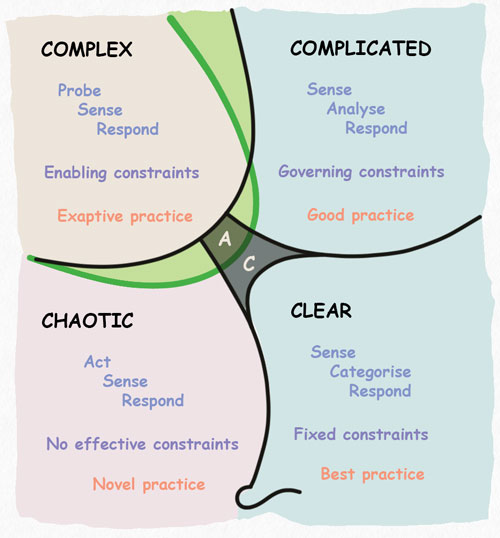 COMPLEX
Probe
Sense
Respond
Enabling constraints
Exaptive practice
COMPLICATED
Sense
Analyse
Respond
Governing constraints
Good practice
A
C
CHAOTIC
Act
Sense
Respond
No effective constraints
Novel practice
CLEAR
Sense
Categorise
Respond
Fixed constraints
Best practice